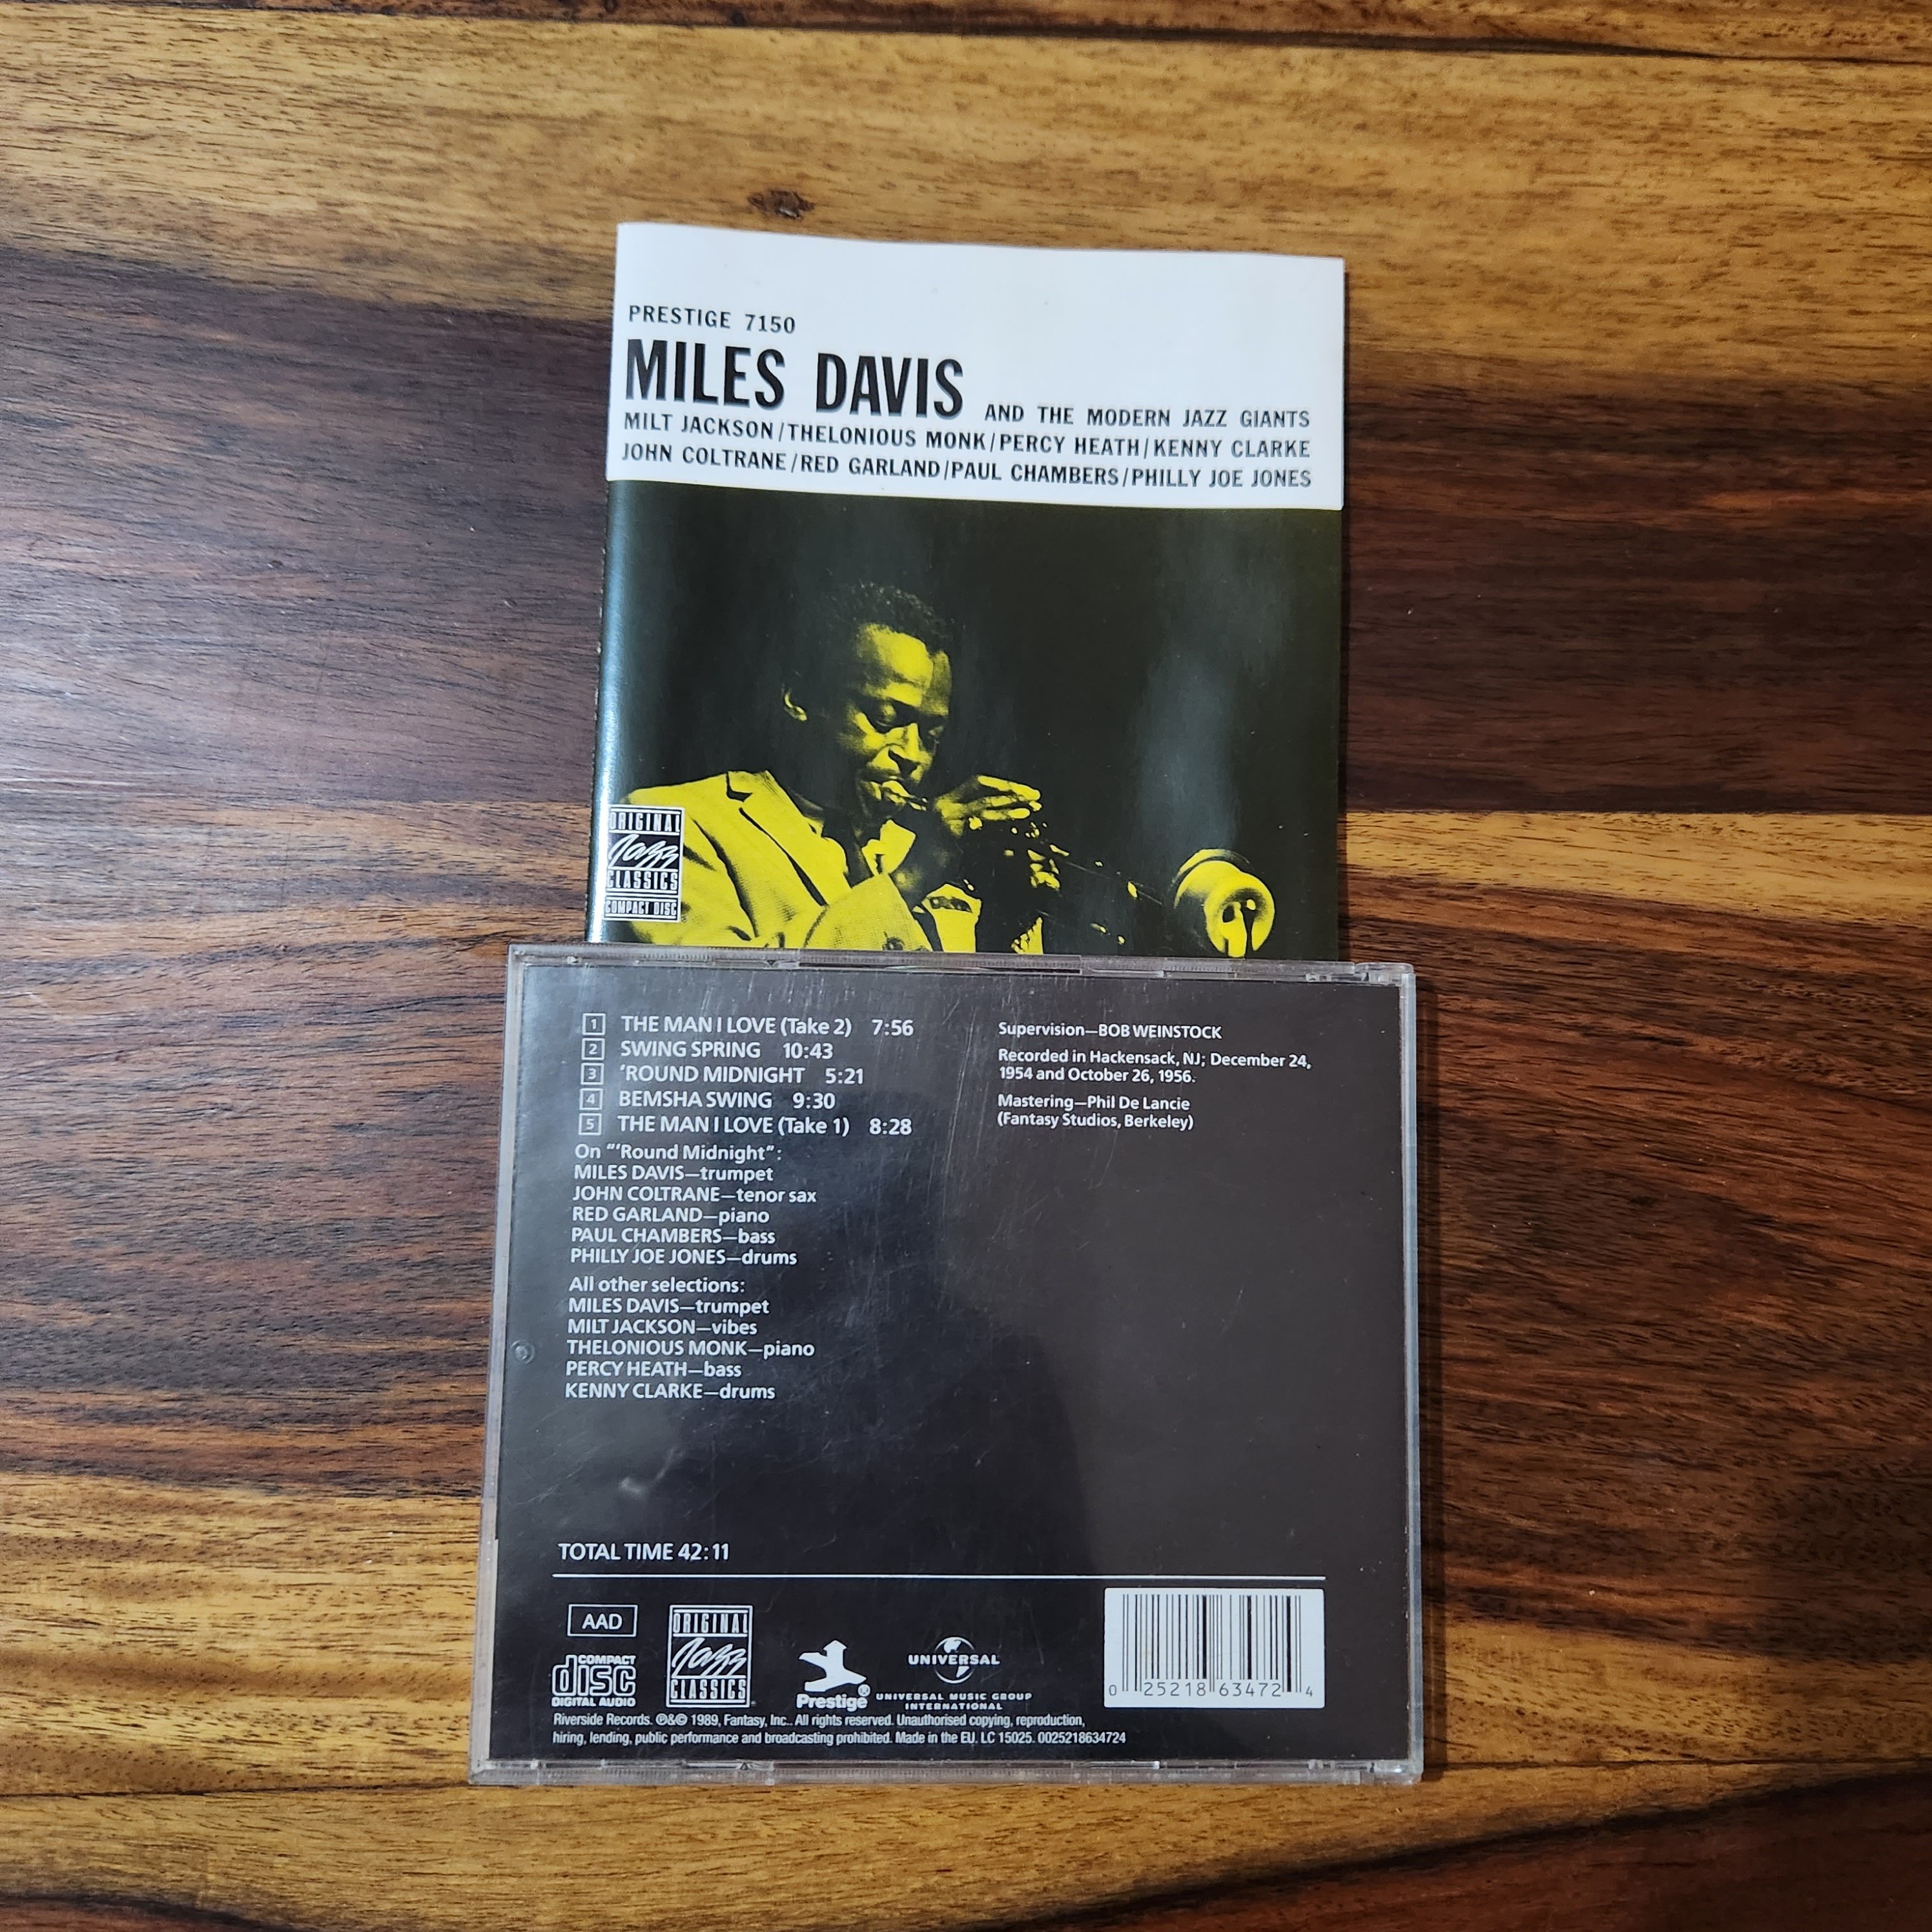 PRESTIGE 7150
MILES DAVIS AND THE MODERN JAZZ GIANTS
MILT JACKSON/THELONIOUS MONK/PERCY HEATH/KENNY CLARKE
JOHN COLTRANE/RED GARLAND/PAUL CHAMBERS/PHILLY JOE JONES
ORIGINAL
Jazz
CLASSICS
COMPACT DISC
1 THE MAN I LOVE (Take 2) 7:56
2 SWING SPRING 10:43
3 'ROUND MIDNIGHT 5:21
4 BEMSHA SWING 9:30
5 THE MAN I LOVE (Take 1) 8:28
On "'Round Midnight":
MILES DAVIS—trumpet
JOHN COLTRANE—tenor sax
RED GARLAND—piano
PAUL CHAMBERS—bass
PHILLY JOE JONES—drums
All other selections:
MILES DAVIS—trumpet
MILT JACKSON—vibes
THELONIOUS MONK—piano
PERCY HEATH—bass
KENNY CLARKE—drums
Supervision—BOB WEINSTOCK
Recorded in Hackensack, NJ; December 24,
1954 and October 26, 1956.
Mastering—Phil De Lancie
(Fantasy Studios, Berkeley)
TOTAL TIME 42:11
AAD
COMPACT
disc
DIGITAL AUDIO
ORIGINAL
Jazz
CLASSICS
Prestige®
UNIVERSAL
UNIVERSAL MUSIC GROUP
INTERNATIONAL
0 25218 63472 4
Riverside Records. ℗&© 1989, Fantasy, Inc.. All rights reserved. Unauthorised copying, reproduction,
hiring, lending, public performance and broadcasting prohibited. Made in the EU. LC 15025. 0025218634724